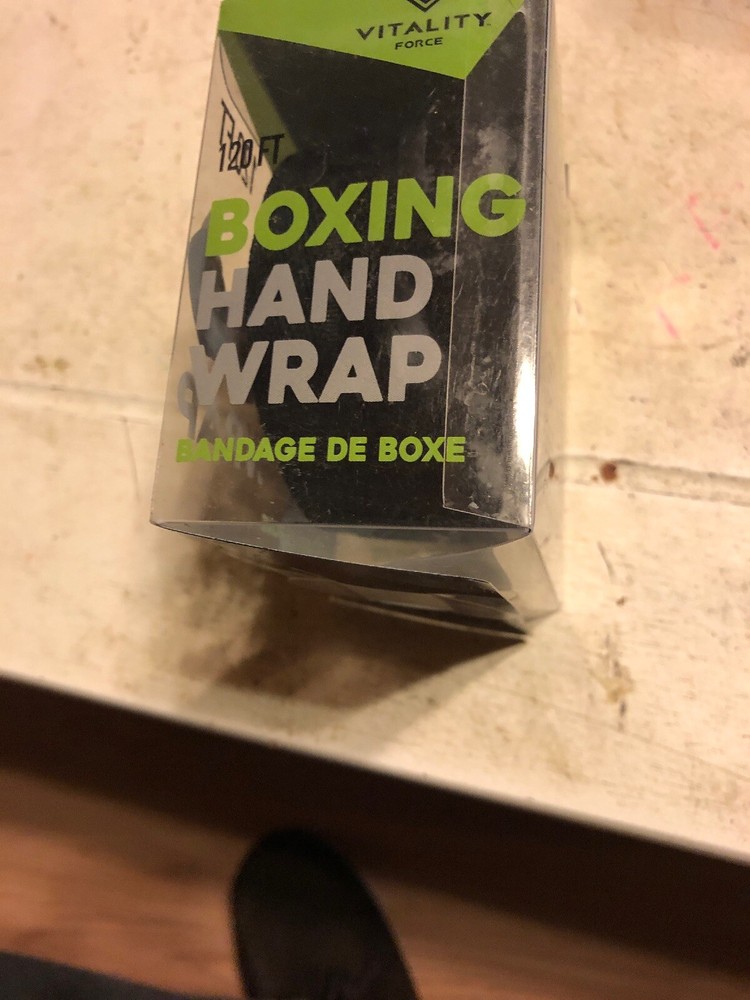 VITALITY
FORCE
120 FT
BOXING
HAND
WRAP
BANDAGE DE BOXE